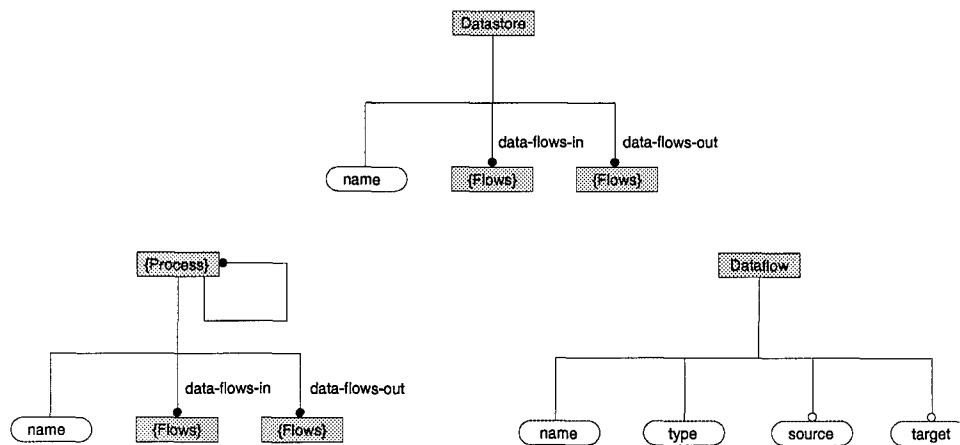 Datastore
data-flows-in
data-flows-out
name
{Flows}
{Flows}
{Process}
data-flows-in
data-flows-out
name
{Flows}
{Flows}
Dataflow
name
type
source
target